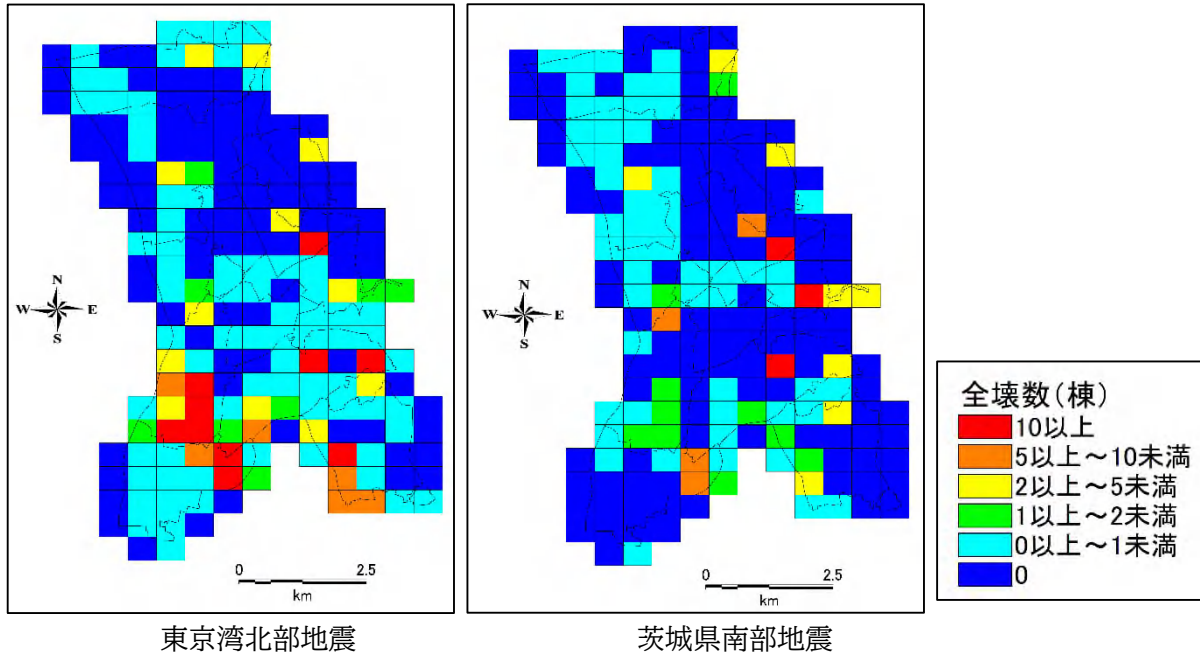 N
W E
S
0 2.5
km
N
W E
S
0 2.5
km
全壊数(棟)
10以上
5以上～10未満
2以上～5未満
1以上～2未満
0以上～1未満
0
東京湾北部地震
茨城県南部地震